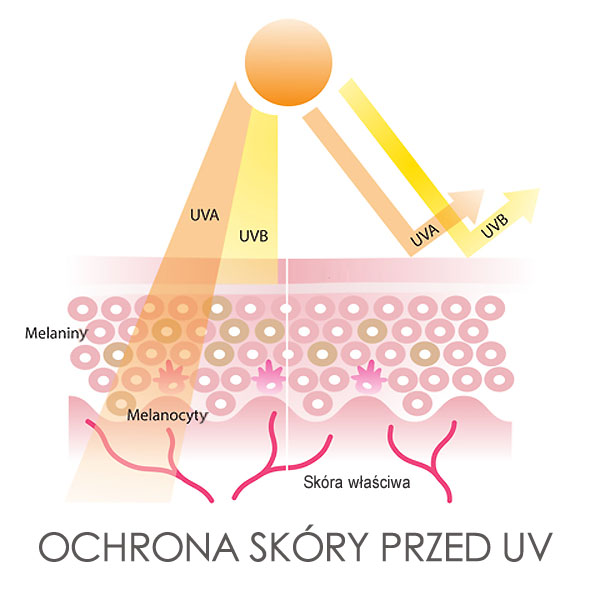 UVA
UVB
UVA
UVB
Melaniny
Melanocyty
Skóra właściwa
OCHRONA SKÓRY PRZED UV